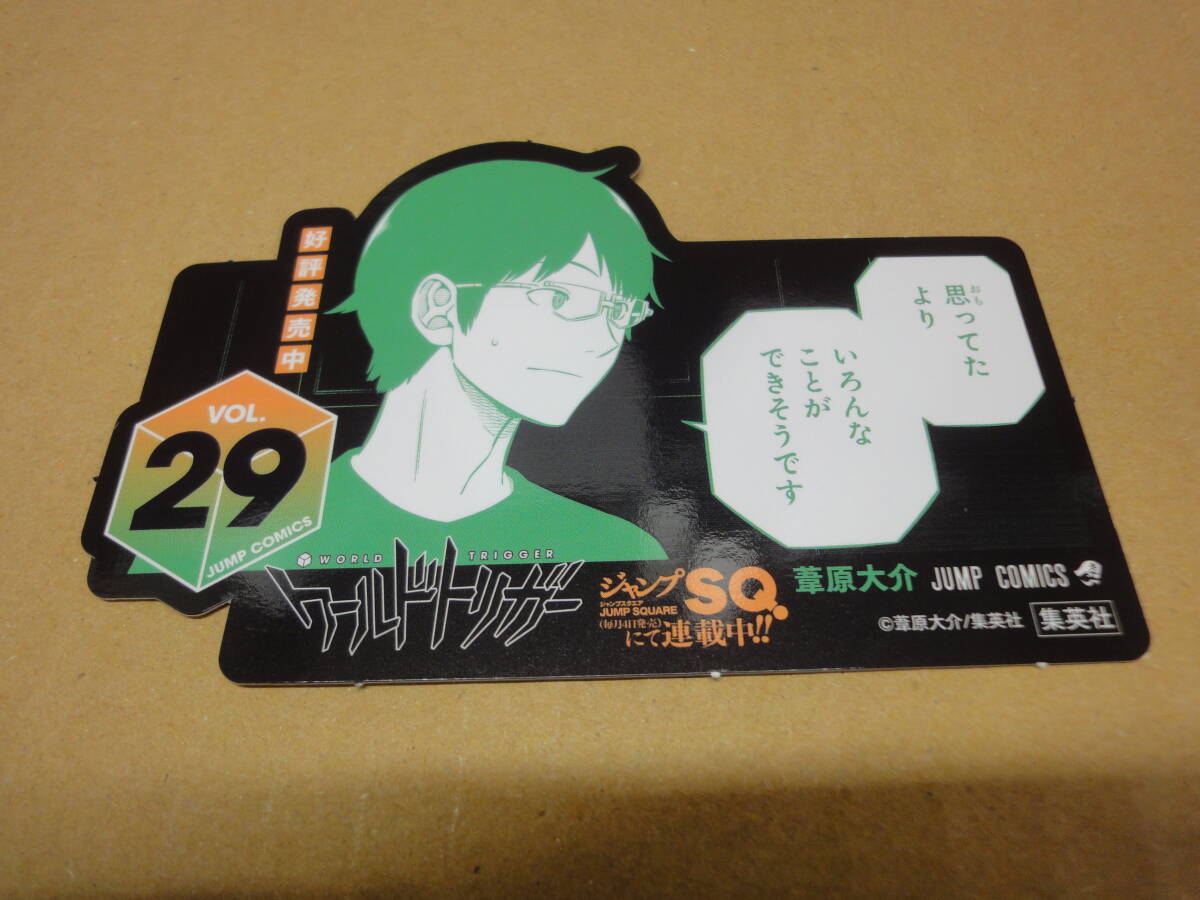 好評発売中
VOL.
29
JUMP COMICS
思ってた
おも
より
いろんな
ことが
できそうです
WORLD TRIGGER
ワールドトリガー
ジャンプSQ.
ジャンプスクエア
JUMP SQUARE
(毎月4日発売)
にて連載中!!
葦原大介
JUMP COMICS
©葦原大介/集英社
集英社